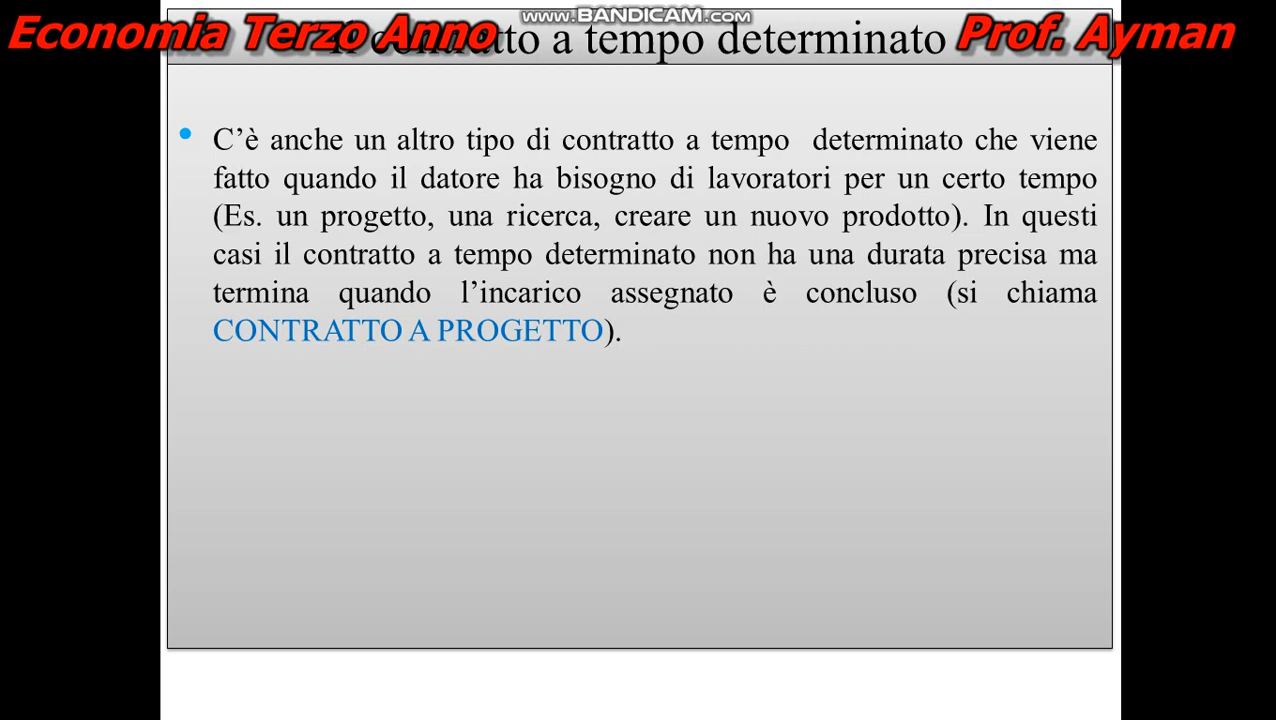 www.BANDICAM.com
Economia Terzo Anno
Prof. Ayman
contratto a tempo determinato
C’è anche un altro tipo di contratto a tempo determinato che viene
fatto quando il datore ha bisogno di lavoratori per un certo tempo
(Es. un progetto, una ricerca, creare un nuovo prodotto). In questi
casi il contratto a tempo determinato non ha una durata precisa ma
termina quando l’incarico assegnato è concluso (si chiama
CONTRATTO A PROGETTO).